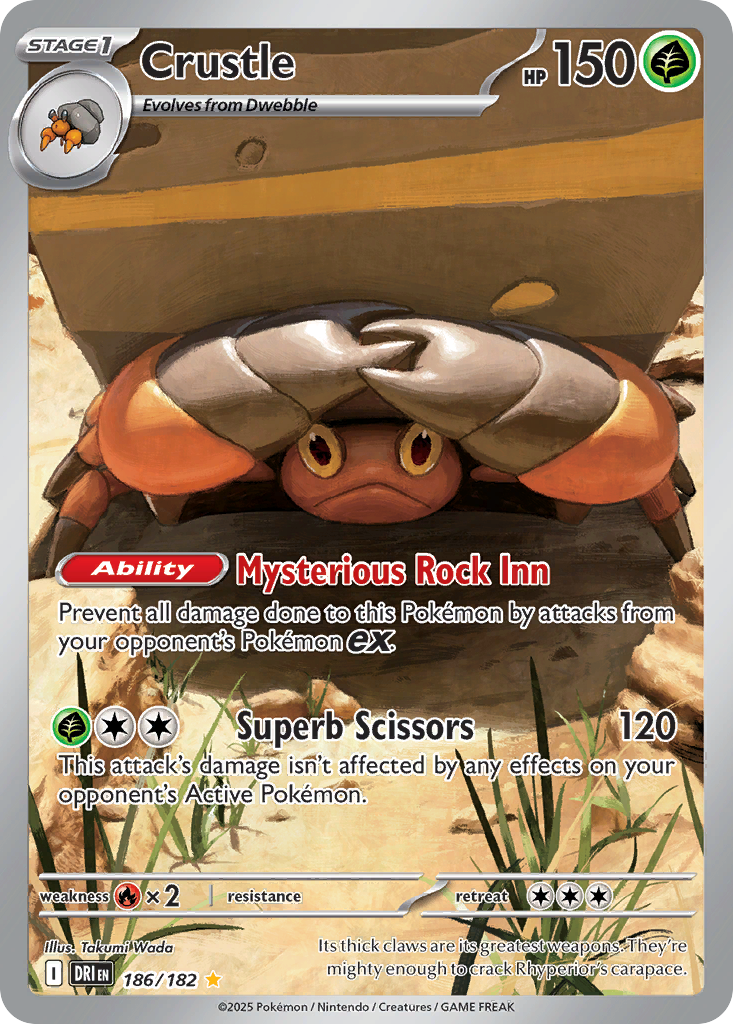 STAGE1
Crustle
HP 150
Evolves from Dwebble
Ability Mysterious Rock Inn
Prevent all damage done to this Pokémon by attacks from
your opponent's Pokémon ex.
Superb Scissors 120
This attack's damage isn't affected by any effects on your
opponent's Active Pokémon.
weakness ×2 resistance retreat
Illus. Takumi Wada
Its thick claws are its greatest weapons. They're
mighty enough to crack Rhyperior's carapace.
I DRI EN 186/182
©2025 Pokémon / Nintendo / Creatures / GAME FREAK